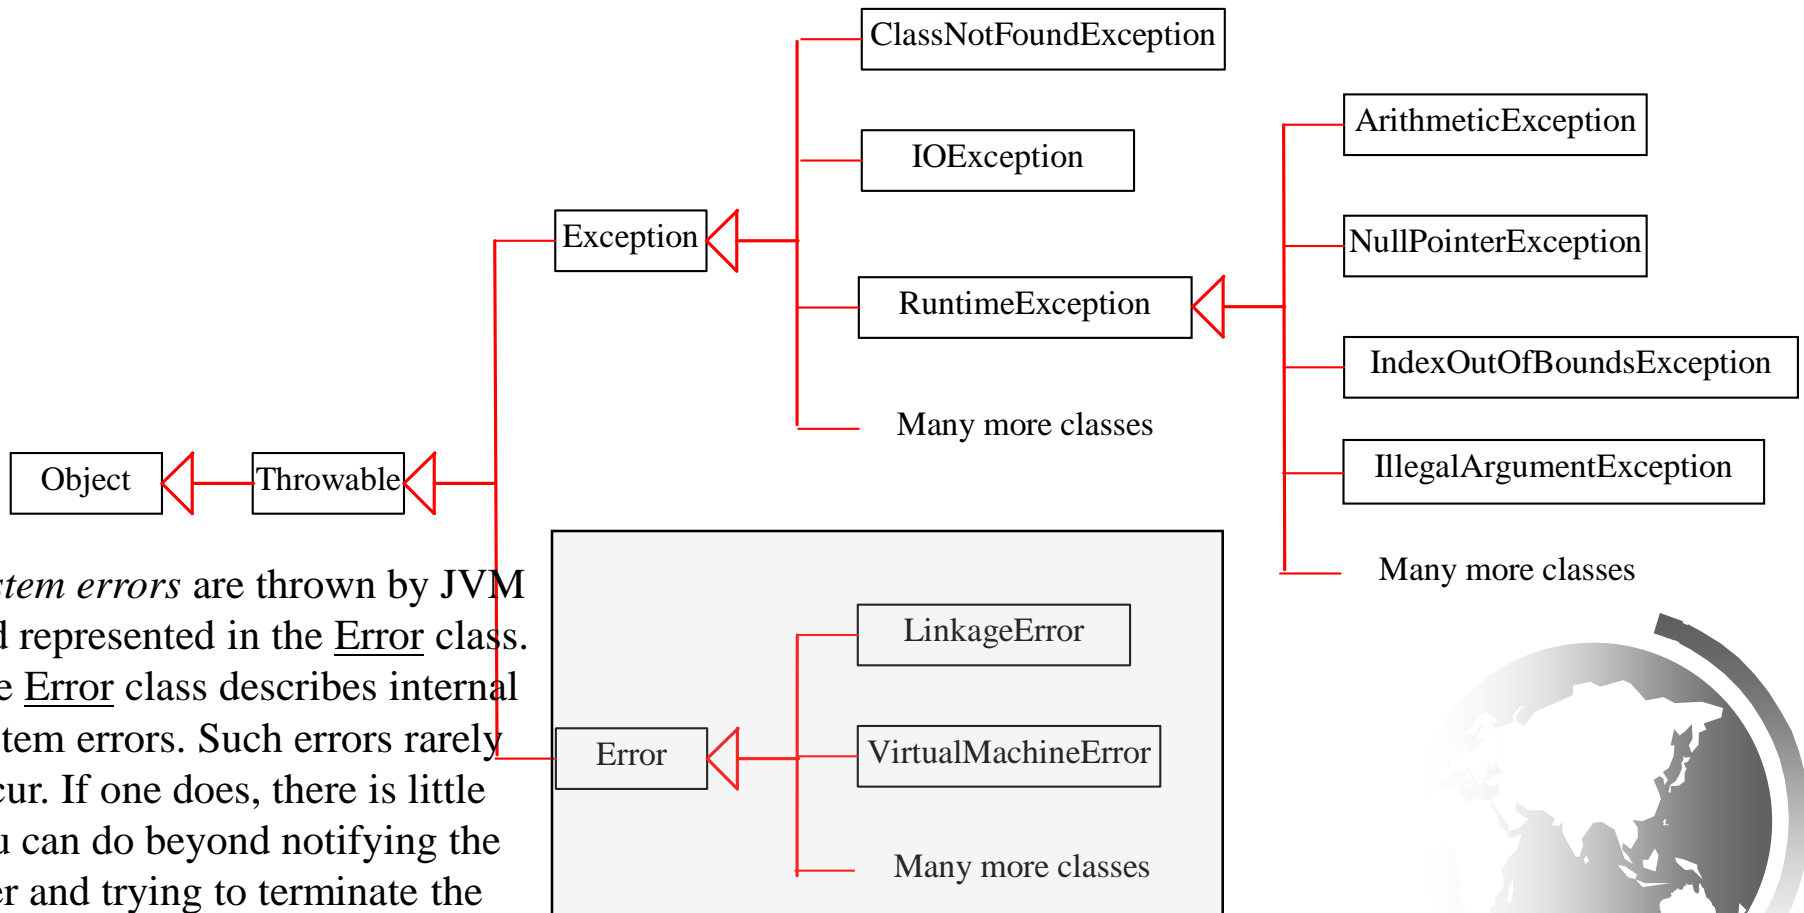 ClassNotFoundException
IOException
Exception
RuntimeException
Many more classes
ArithmeticException
NullPointerException
IndexOutOfBoundsException
IllegalArgumentException
Many more classes
Object
Throwable
stem errors are thrown by JVM
d represented in the Error class.
e Error class describes internal
tem errors. Such errors rarely
cur. If one does, there is little
u can do beyond notifying the
er and trying to terminate the
LinkageError
Error
VirtualMachineError
Many more classes